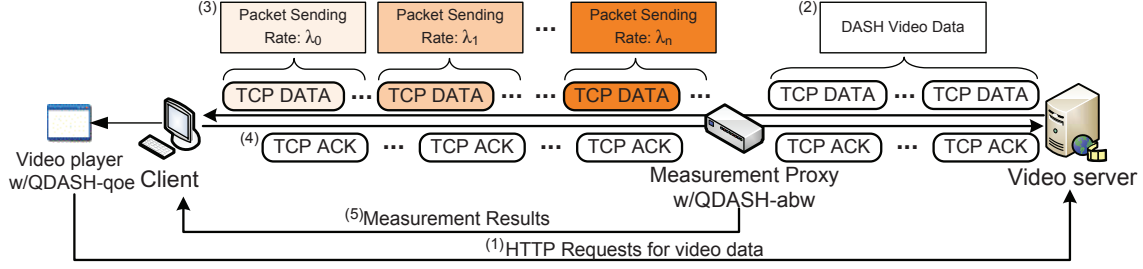 (3)
Packet Sending
Rate: λ0
Packet Sending
Rate: λ1
...
Packet Sending
Rate: λn
(2)
DASH Video Data
TCP DATA
...
TCP DATA
...
...
TCP DATA
...
TCP DATA
...
TCP DATA
(4)
TCP ACK
...
TCP ACK
...
TCP ACK
TCP ACK
...
TCP ACK
Video player
w/QDASH-qoe
Client
Measurement Proxy
w/QDASH-abw
Video server
(5)Measurement Results
(1)HTTP Requests for video data